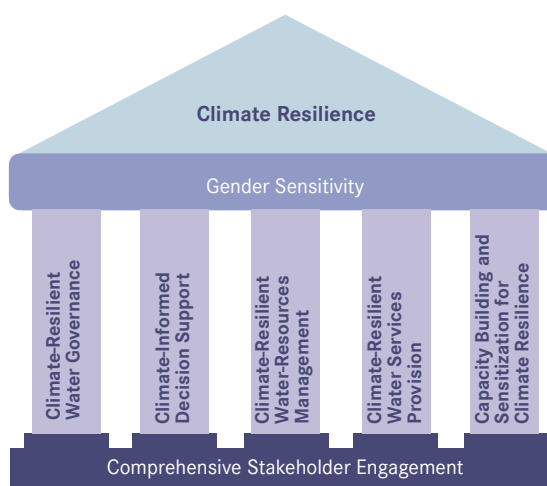 Climate Resilience
Gender Sensitivity
Climate-Resilient
Water Governance
Climate-Informed
Decision Support
Climate-Resilient
Water-Resources
Management
Climate-Resilient
Water Services
Provision
Capacity Building and
Sensitization for
Climate Resilience
Comprehensive Stakeholder Engagement